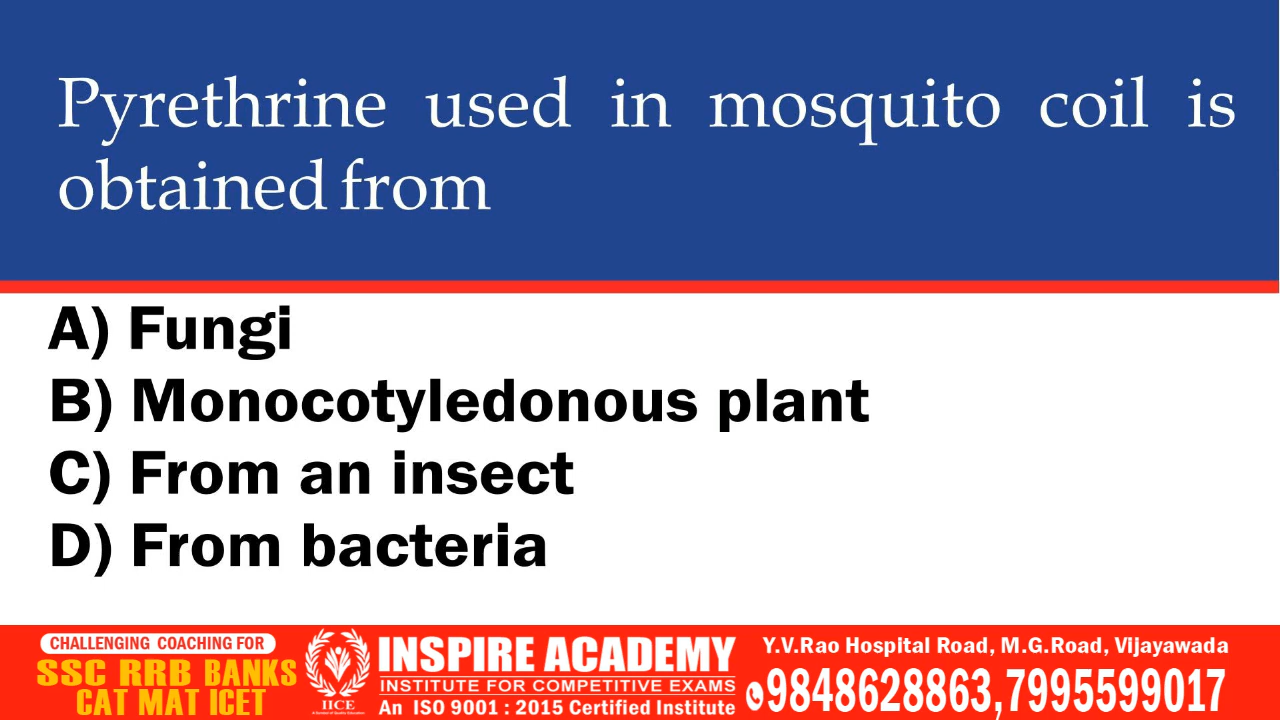 Pyrethrine used in mosquito coil is
obtained from
A) Fungi
B) Monocotyledonous plant
C) From an insect
D) From bacteria
CHALLENGING COACHING FOR
SSC RRB BANKS
CAT MAT ICET
IICE
INSPIRE ACADEMY
INSTITUTE FOR COMPETITIVE EXAMS
An ISO 9001 : 2015 Certified Institute
Y.V.Rao Hospital Road, M.G.Road, Vijayawada
9848628863,7995599017